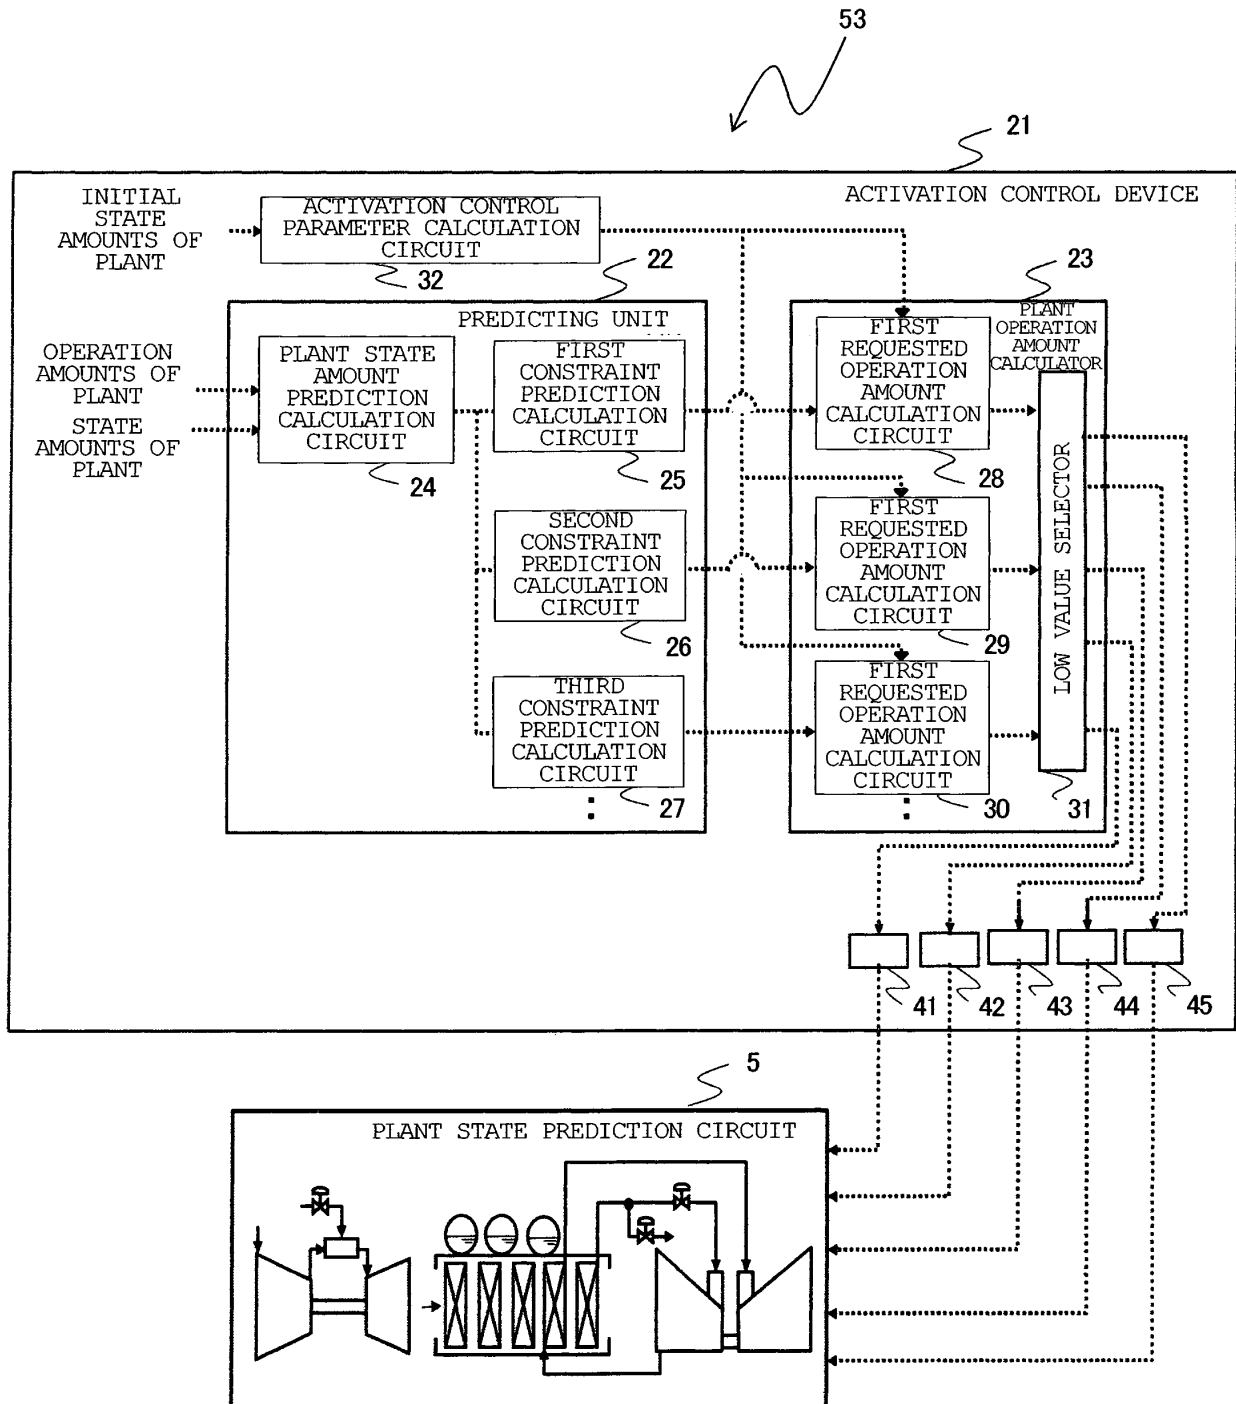 53
21
INITIAL
STATE
AMOUNTS OF
PLANT
ACTIVATION CONTROL
PARAMETER CALCULATION
CIRCUIT
32
ACTIVATION CONTROL DEVICE
22
23
PREDICTING UNIT
PLANT
OPERATION
AMOUNT
CALCULATOR
OPERATION
AMOUNTS OF
PLANT
STATE
AMOUNTS OF
PLANT
PLANT STATE
AMOUNT
PREDICTION
CALCULATION
CIRCUIT
24
FIRST
CONSTRAINT
PREDICTION
CALCULATION
CIRCUIT
25
FIRST
REQUESTED
OPERATION
AMOUNT
CALCULATION
CIRCUIT
28
SECOND
CONSTRAINT
PREDICTION
CALCULATION
CIRCUIT
26
FIRST
REQUESTED
OPERATION
AMOUNT
CALCULATION
CIRCUIT
29
THIRD
CONSTRAINT
PREDICTION
CALCULATION
CIRCUIT
27
FIRST
REQUESTED
OPERATION
AMOUNT
CALCULATION
CIRCUIT
30
LOW VALUE SELECTOR
31
41
42
43
44
45
5
PLANT STATE PREDICTION CIRCUIT